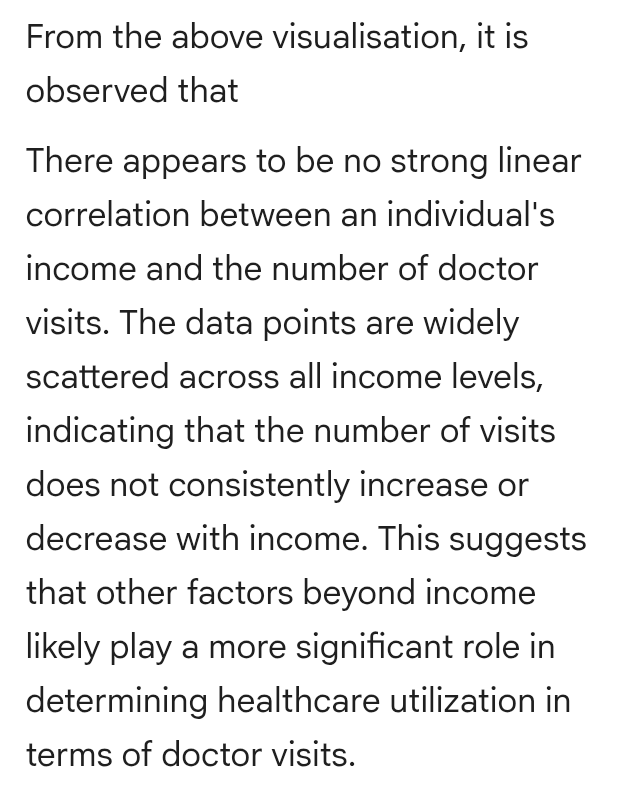 From the above visualisation, it is
observed that
There appears to be no strong linear
correlation between an individual's
income and the number of doctor
visits. The data points are widely
scattered across all income levels,
indicating that the number of visits
does not consistently increase or
decrease with income. This suggests
that other factors beyond income
likely play a more significant role in
determining healthcare utilization in
terms of doctor visits.